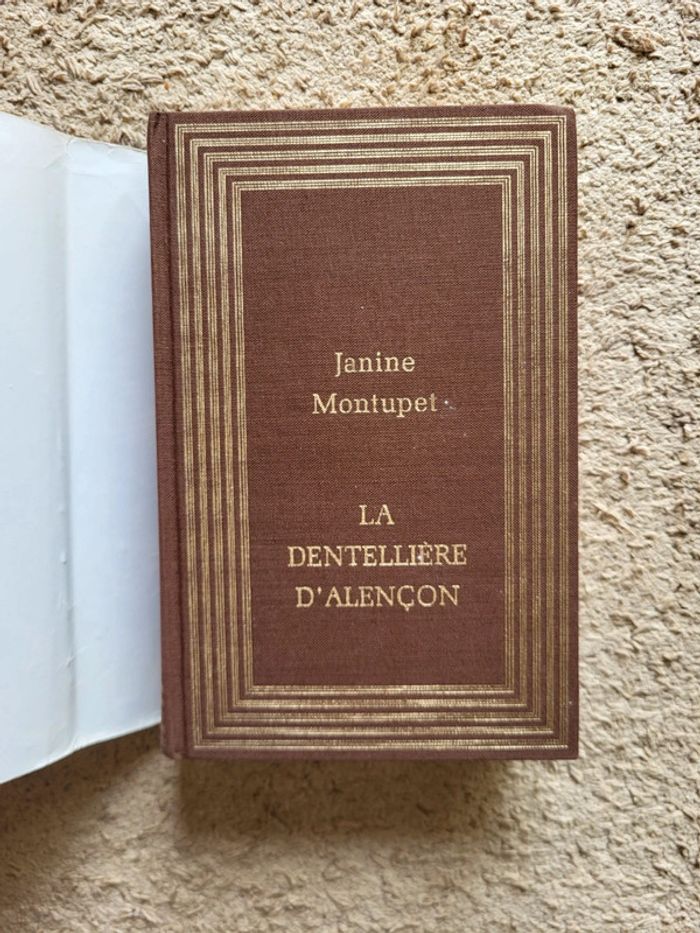 Janine
Montupet
LA
DENTELLIÈRE
D'ALENÇON